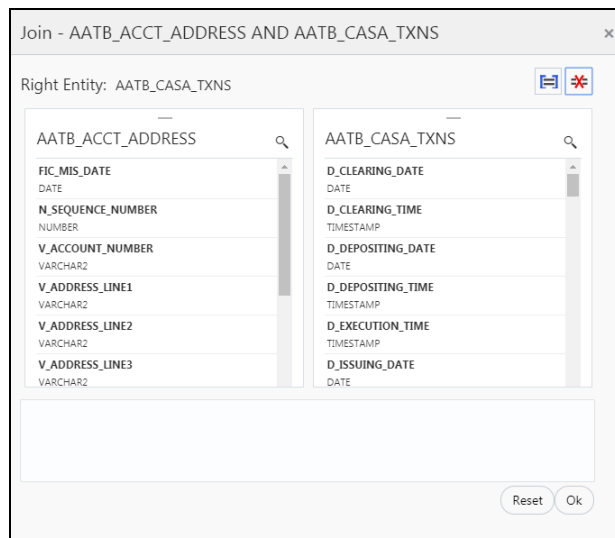 Join - AATB_ACCT_ADDRESS AND AATB_CASA_TXNS ×
Right Entity: AATB_CASA_TXNS
AATB_ACCT_ADDRESS
FIC_MIS_DATE
DATE
N_SEQUENCE_NUMBER
NUMBER
V_ACCOUNT_NUMBER
VARCHAR2
V_ADDRESS_LINE1
VARCHAR2
V_ADDRESS_LINE2
VARCHAR2
V_ADDRESS_LINE3
VARCHAR2
AATB_CASA_TXNS
D_CLEARING_DATE
DATE
D_CLEARING_TIME
TIMESTAMP
D_DEPOSITING_DATE
DATE
D_DEPOSITING_TIME
TIMESTAMP
D_EXECUTION_TIME
TIMESTAMP
D_ISSUING_DATE
DATE
Reset Ok